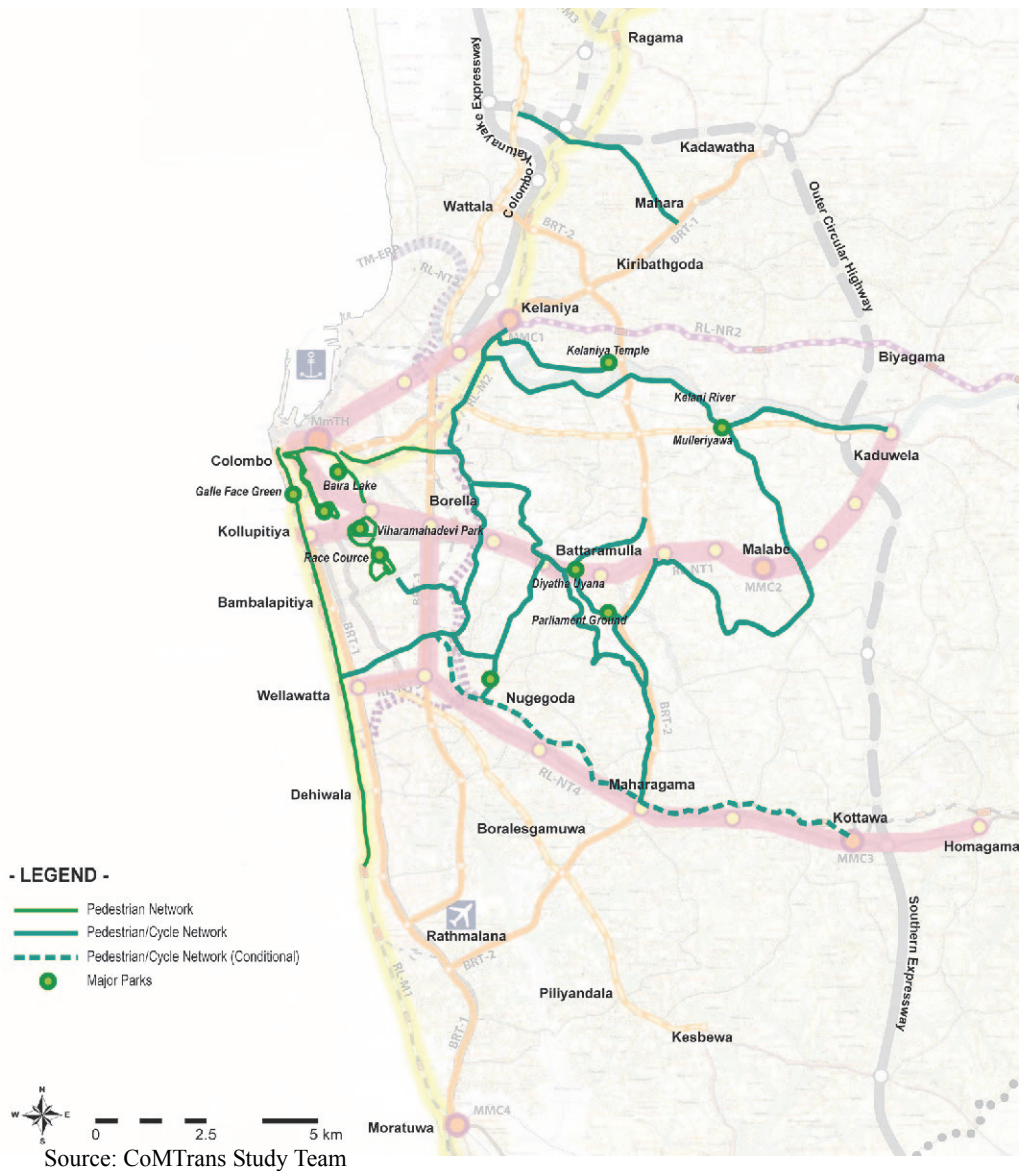 RL-M3
Ragama
Colombo-Katunayake Expressway
Kadawatha
Outer Circular Highway
Mahara
Wattala
BRT-2
BRT-1
TM-ERP
Kiribathgoda
Kelaniya
MMC1
RL-NR2
Kelaniya Temple
Biyagama
RL-M2
Kelani River
Mulleriyawa
MmTH
Kaduwela
Colombo
Baira Lake
Galle Face Green
Borella
Kollupitiya
Viharamahadevi Park
Race Cource
Battaramulla
Malabe
RL-NT1
Diyatha Uyana
MMC2
Bambalapitiya
Parliament Ground
BRT-1
Wellawatta
Nugegoda
BRT-2
RL-NT4
Maharagama
Dehiwala
Boralesgamuwa
Kottawa
MMC3
Homagama
- LEGEND -
Pedestrian Network
Pedestrian/Cycle Network
Pedestrian/Cycle Network (Conditional)
Major Parks
Rathmalana
BRT-2
Southern Expressway
RL-M1
Piliyandala
BRT-1
Kesbewa
MMC4
Moratuwa
N
W
E
S
0
2.5
5 km
Source: CoMTrans Study Team